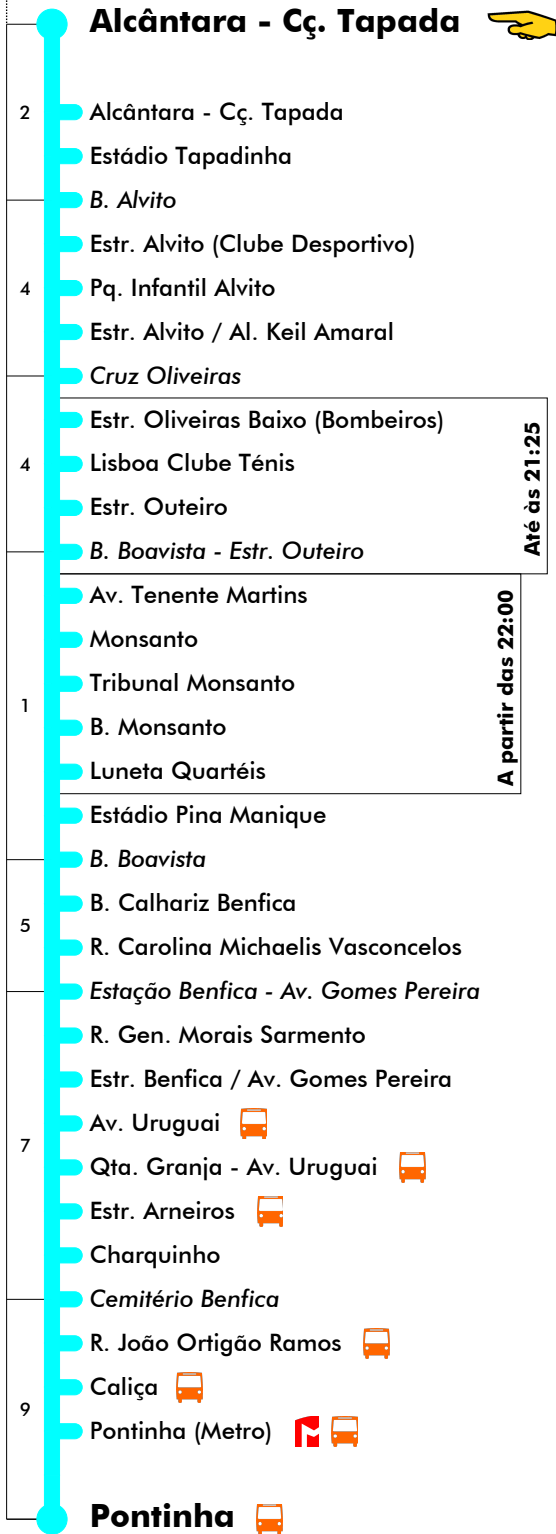 Alcântara - Cç. Tapada
2
Alcântara - Cç. Tapada
Estádio Tapadinha
B. Alvito
Estr. Alvito (Clube Desportivo)
4
Pq. Infantil Alvito
Estr. Alvito / Al. Keil Amaral
Cruz Oliveiras
Estr. Oliveiras Baixo (Bombeiros)
4
Lisboa Clube Ténis
Estr. Outeiro
B. Boavista - Estr. Outeiro
Até às 21:25
Av. Tenente Martins
Monsanto
Tribunal Monsanto
1
B. Monsanto
Luneta Quartéis
A partir das 22:00
Estádio Pina Manique
B. Boavista
B. Calhariz Benfica
5
R. Carolina Michaelis Vasconcelos
Estação Benfica - Av. Gomes Pereira
R. Gen. Morais Sarmento
Estr. Benfica / Av. Gomes Pereira
Av. Uruguai
7
Qta. Granja - Av. Uruguai
Estr. Arneiros
Charquinho
Cemitério Benfica
R. João Ortigão Ramos
Caliça
9
Pontinha (Metro)
Pontinha